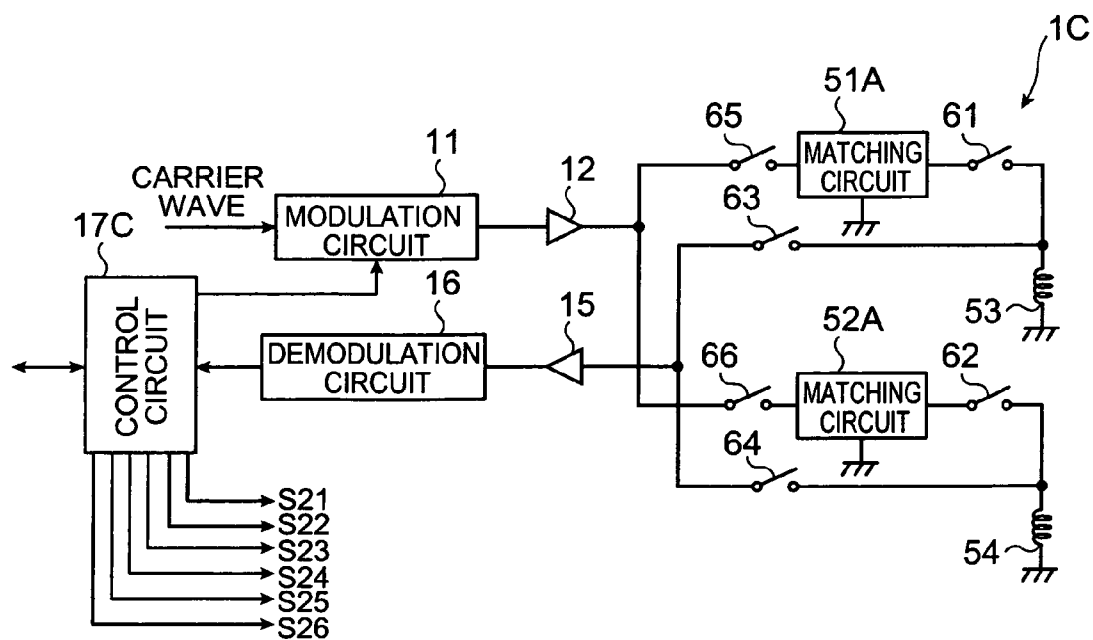 1C
51A
65
61
MATCHING
CIRCUIT
11
12
CARRIER
WAVE
MODULATION
CIRCUIT
63
17C
CONTROL
CIRCUIT
16
15
53
DEMODULATION
CIRCUIT
52A
66
62
MATCHING
CIRCUIT
64
54
S21
S22
S23
S24
S25
S26